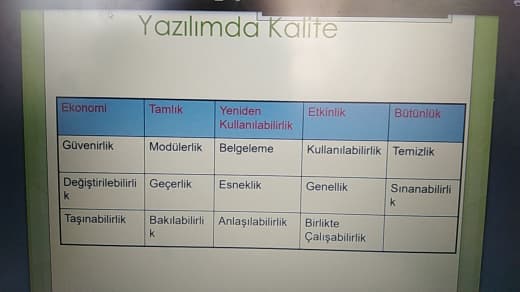 Yazılımda Kalite
Ekonomi Tamlık Yeniden Kullanılabilirlik Etkinlik Bütünlük
Güvenirlik Modülerlik Belgeleme Kullanılabilirlik Temizlik
Değiştirilebilirlik Geçerlik Esneklik Genellik Sınanabilirlik
Taşınabilirlik Bakılabilirlik Anlaşılabilirlik Birlikte Çalışabilirlik